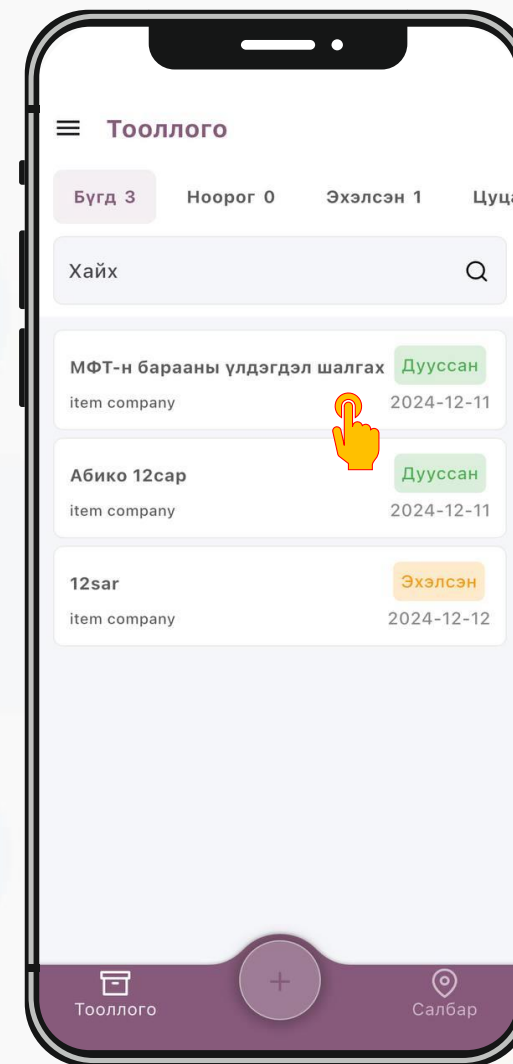 Тооллого
Бүгд 3 Ноорог 0 Эхэлсэн 1
Хайх
МФТ-н барааны үлдэгдэл шалгах Дууссан
item company 2024-12-11
Абико 12сар Дууссан
item company 2024-12-11
12sar Эхэлсэн
item company 2024-12-12
Тооллого Салбар